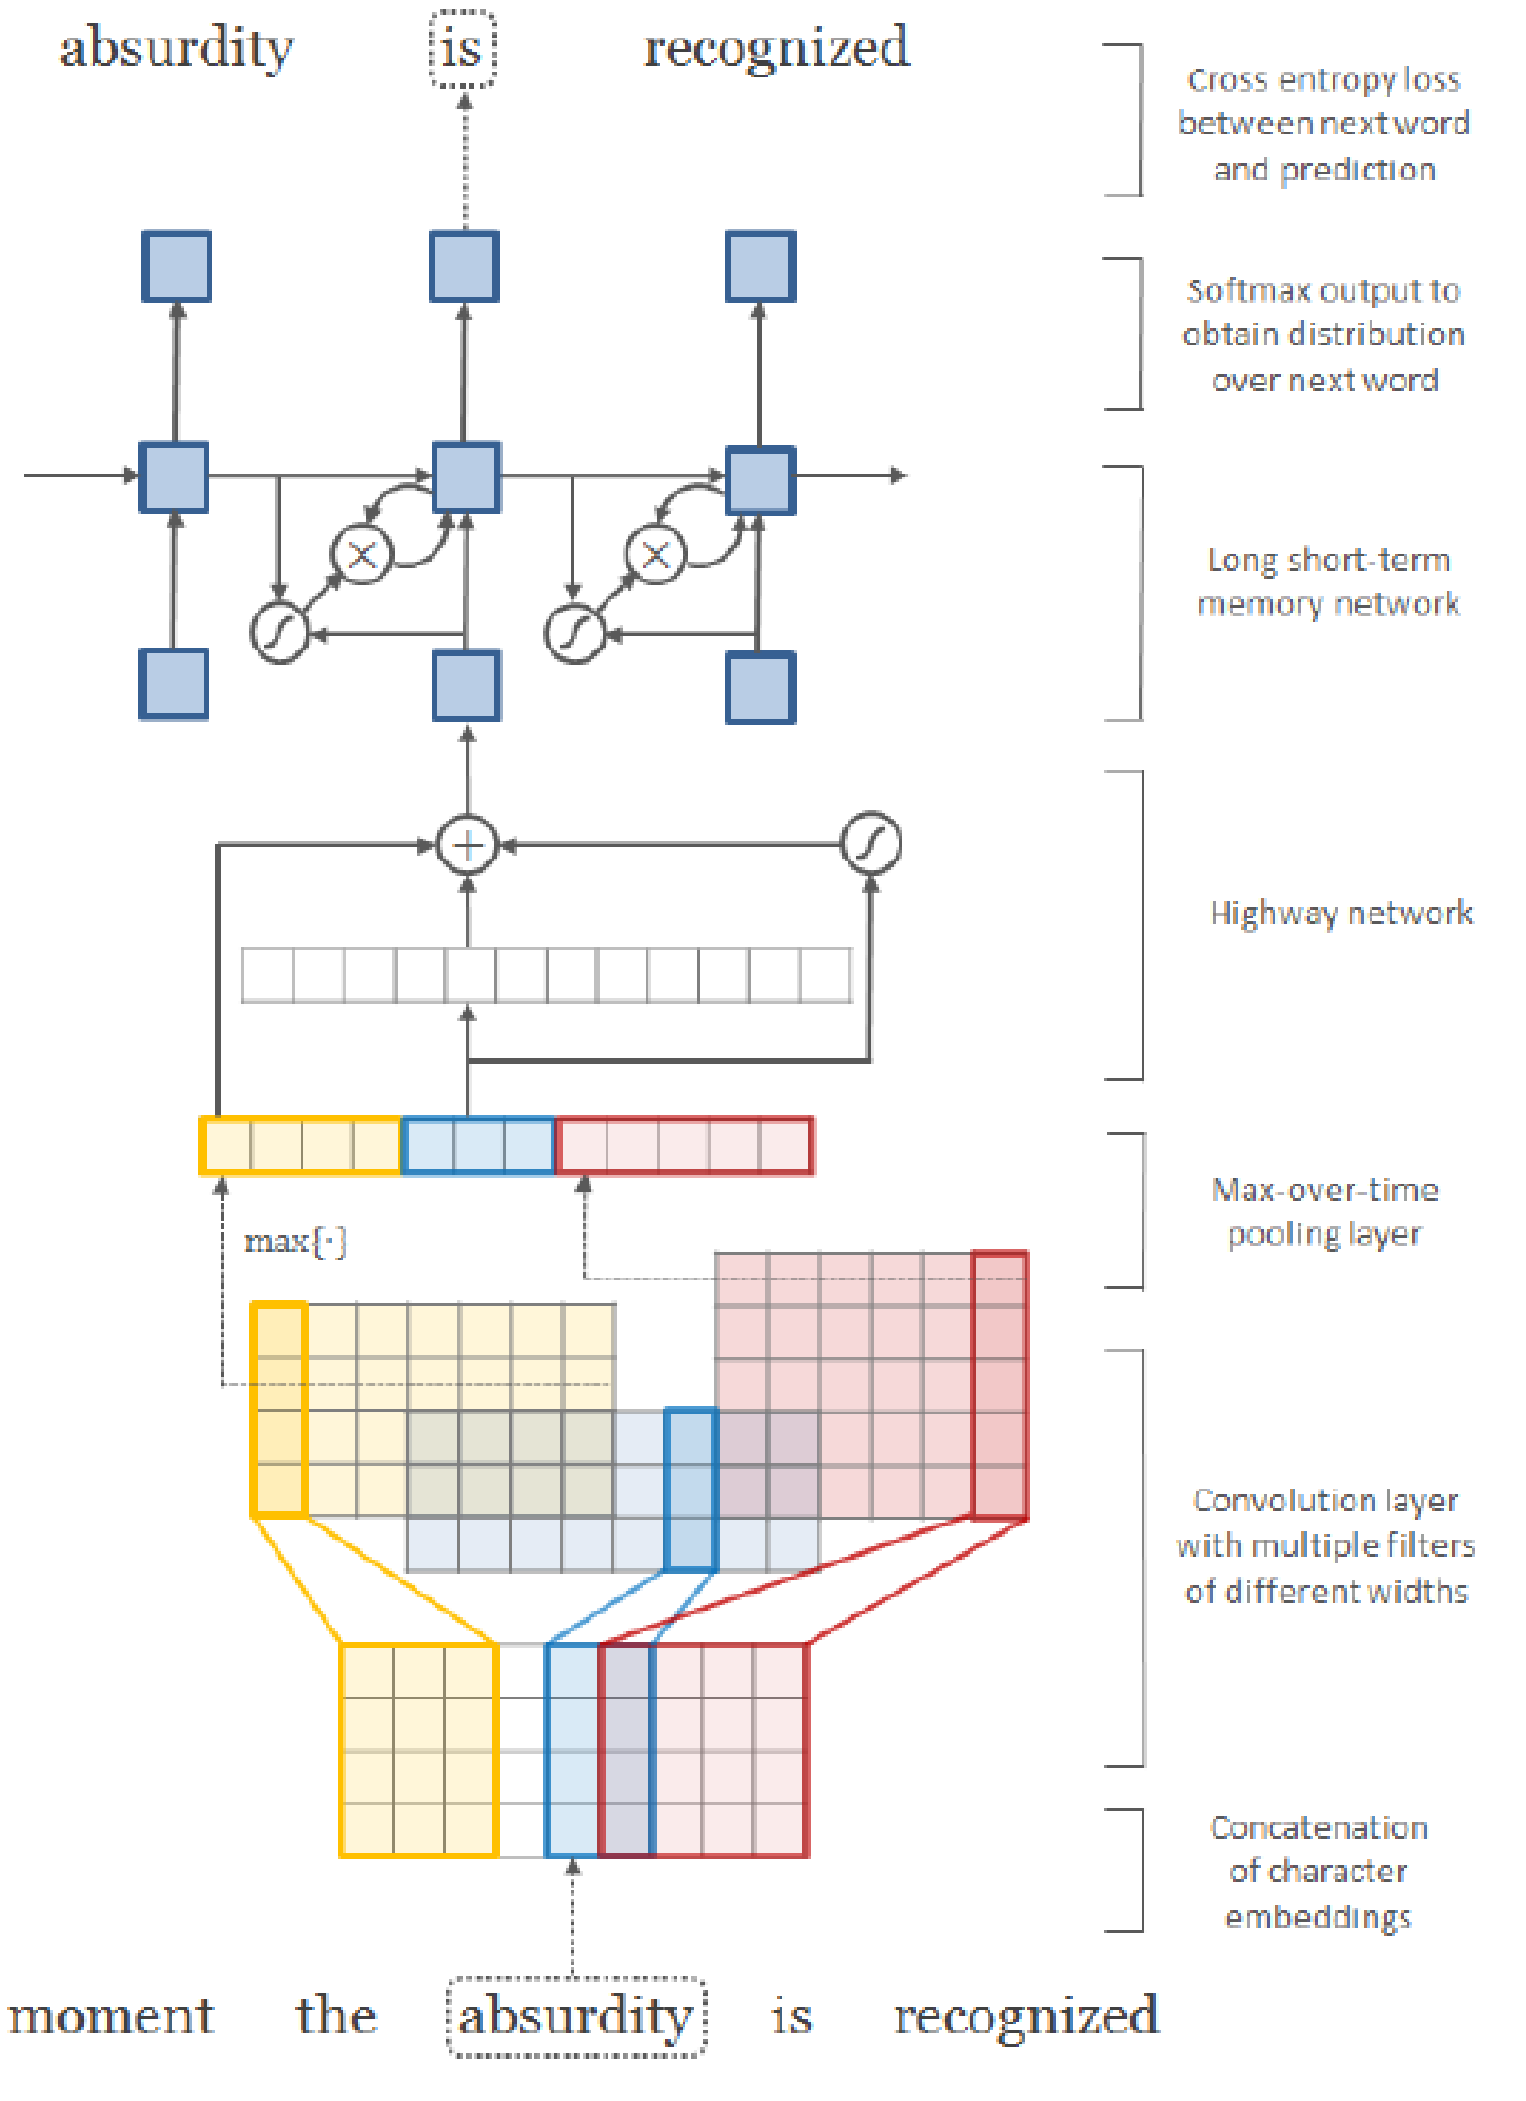 absurdity is recognized
Cross entropy loss
between next word
and prediction
Softmax output to
obtain distribution
over next word
Long short-term
memory network
Highway network
Max-over-time
pooling layer
max{·}
Convolution layer
with multiple filters
of different widths
Concatenation
of character
embeddings
moment the absurdity is recognized